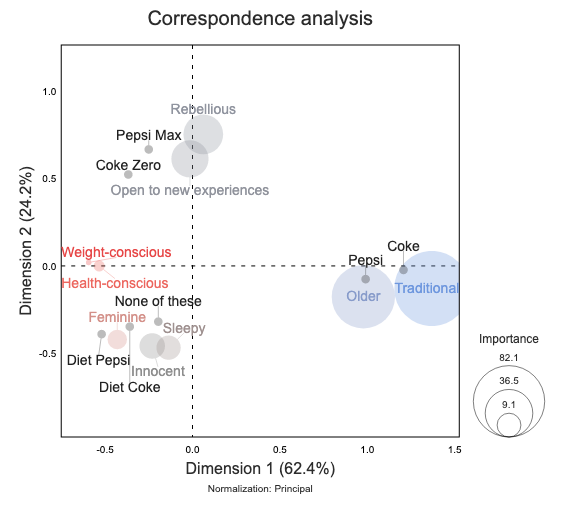 Correspondence analysis
Dimension 2 (24.2%)
1.0
0.5
0.0
-0.5
Rebellious
Pepsi Max
Coke Zero
Open to new experiences
Weight-conscious
Health-conscious
Coke
Pepsi
Older
Traditional
None of these
Feminine
Sleepy
Diet Pepsi
Innocent
Diet Coke
Importance
82.1
36.5
9.1
-0.5
0.0
0.5
1.0
1.5
Dimension 1 (62.4%)
Normalization: Principal